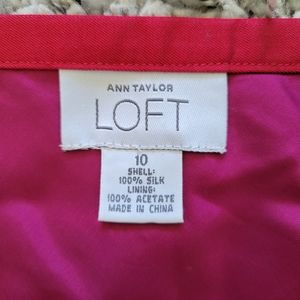 ANN TAYLOR
LOFT
10
SHELL:
100% SILK
LINING:
100% ACETATE
MADE IN CHINA